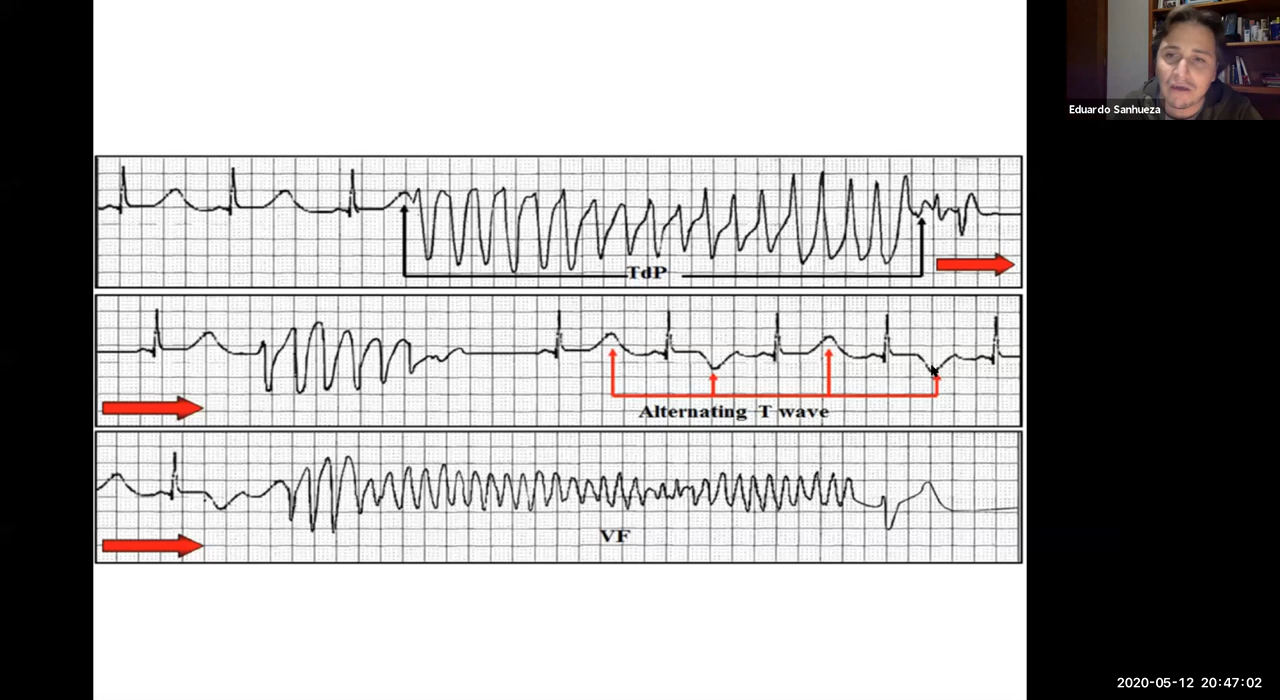 Eduardo Sanhueza
TdP
Alternating T wave
VF
2020-05-12 20:47:02